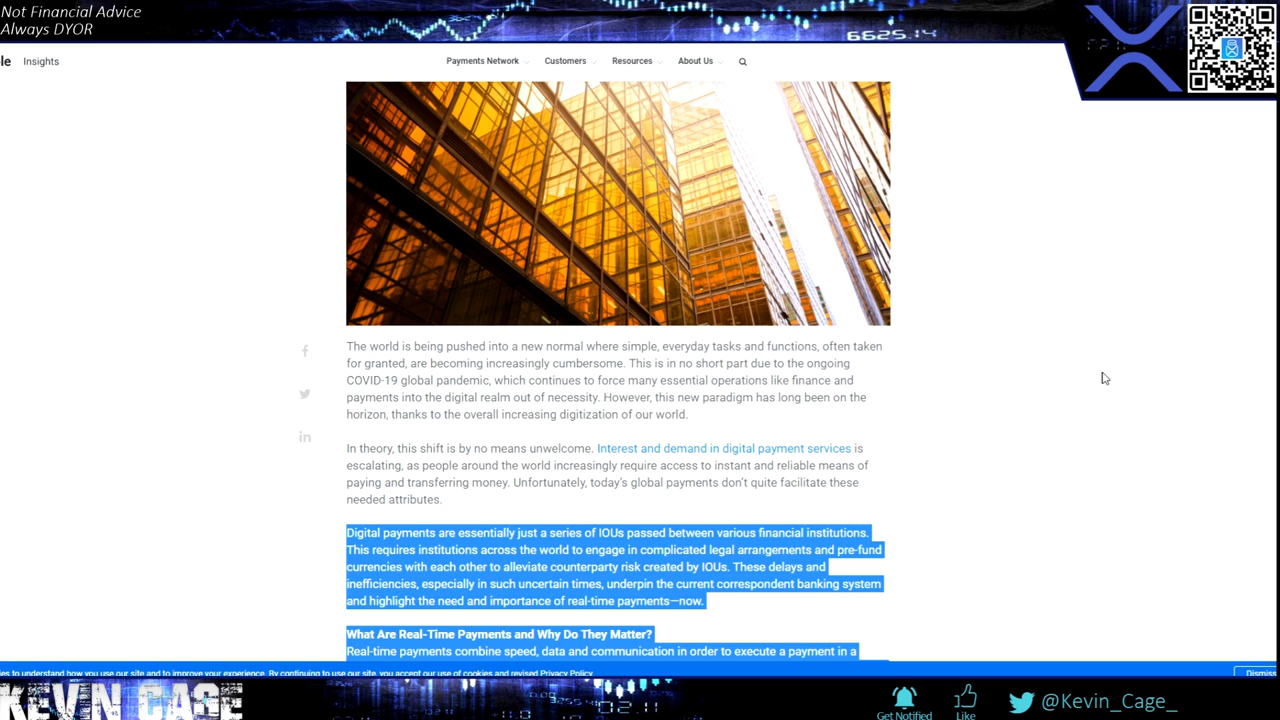 Not Financial Advice
Always DYOR
6625.14
le Insights
Payments Network Customers Resources About Us
The world is being pushed into a new normal where simple, everyday tasks and functions, often taken
for granted, are becoming increasingly cumbersome. This is in no short part due to the ongoing
COVID-19 global pandemic, which continues to force many essential operations like finance and
payments into the digital realm out of necessity. However, this new paradigm has long been on the
horizon, thanks to the overall increasing digitization of our world.
In theory, this shift is by no means unwelcome. Interest and demand in digital payment services is
escalating, as people around the world increasingly require access to instant and reliable means of
paying and transferring money. Unfortunately, today's global payments don't quite facilitate these
needed attributes.
Digital payments are essentially just a series of IOUs passed between various financial institutions.
This requires institutions across the world to engage in complicated legal arrangements and pre-fund
currencies with each other to alleviate counterparty risk created by IOUs. These delays and
inefficiencies, especially in such uncertain times, underpin the current correspondent banking system
and highlight the need and importance of real-time payments—now.
What Are Real-Time Payments and Why Do They Matter?
Real-time payments combine speed, data and communication in order to execute a payment in a
ies to understand how you use our site and to improve your experience. By continuing to use our site, you accept our use of cookies and revised Privacy Policy. Dismiss
KEVIN CAGE
Get Notified Like @Kevin_Cage_